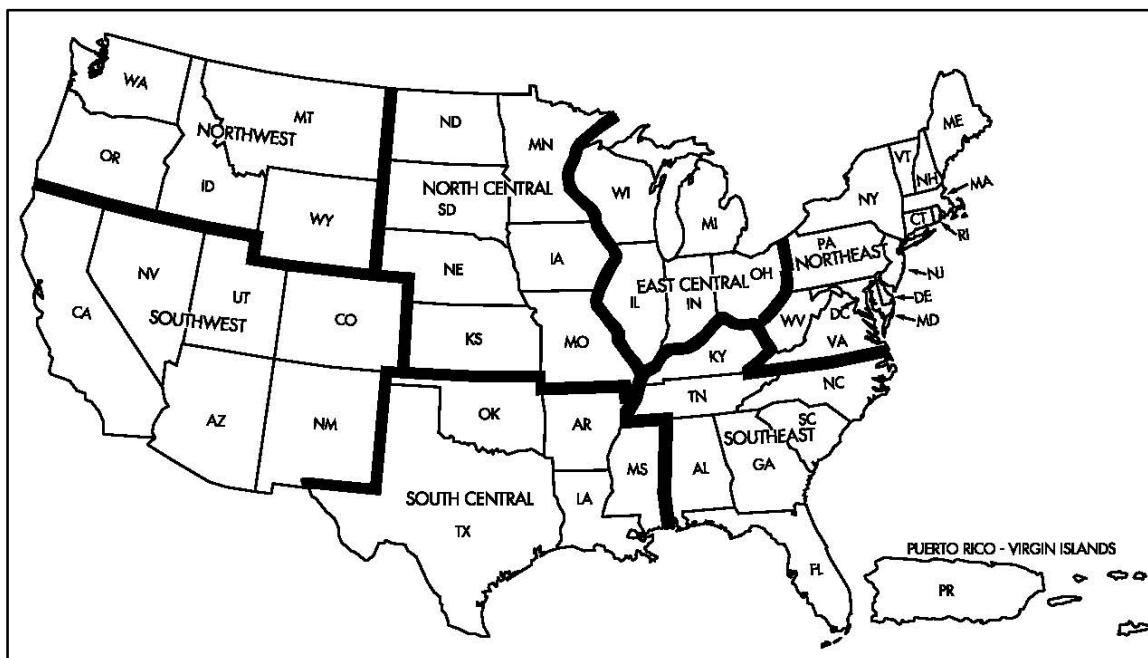 WA
MT
ND
MN
ME
NORTHWEST
OR
ID
WY
NORTH CENTRAL
SD
WI
MI
VT
NH
NY
MA
CT
RI
NE
IA
PA
NORTHEAST
NJ
NV
UT
CA
SOUTHWEST
CO
KS
MO
EAST CENTRAL
IL
IN
OH
WV
DC
DE
MD
VA
KY
AZ
NM
OK
AR
TN
NC
SC
SOUTHEAST
MS
AL
GA
SOUTH CENTRAL
TX
LA
FL
PUERTO RICO - VIRGIN ISLANDS
PR